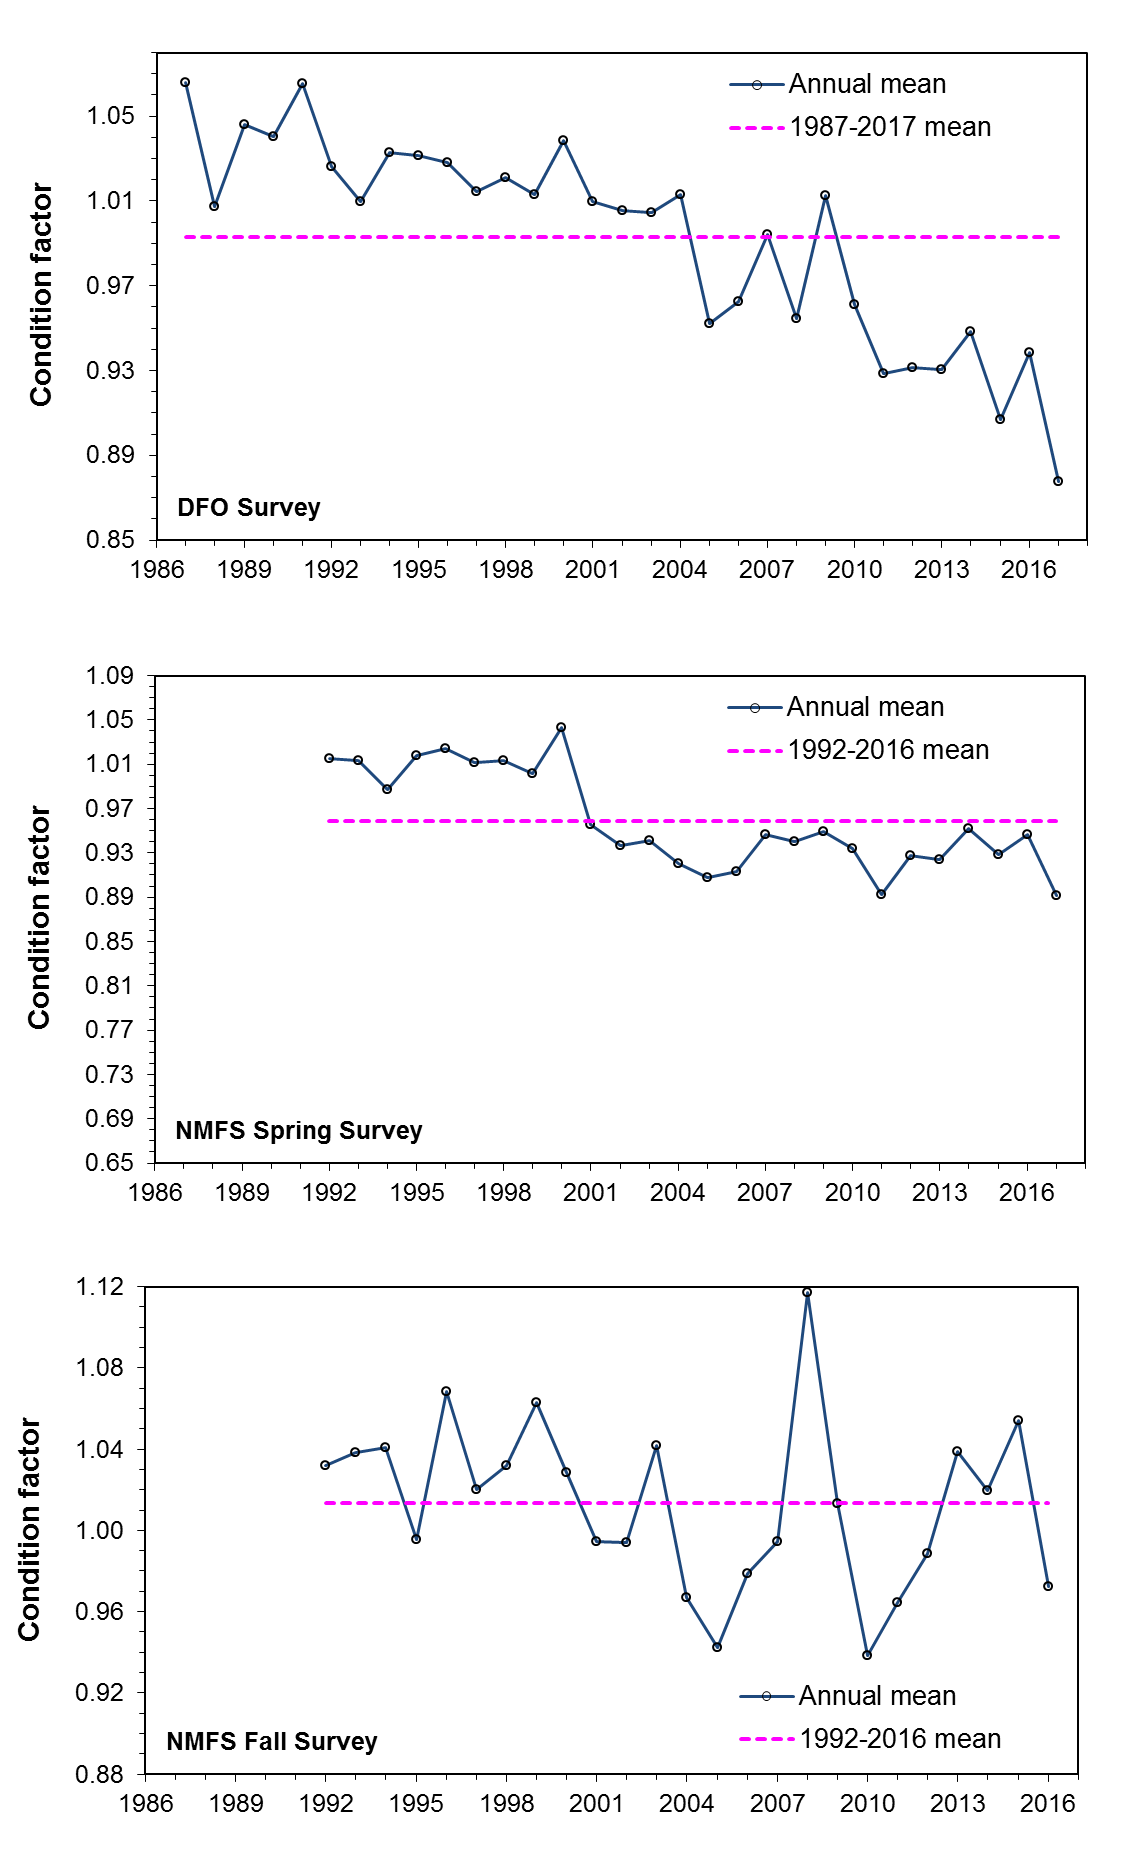 Annual mean
1987-2017 mean
1.05
1.01
0.97
0.93
0.89
0.85
Condition factor
DFO Survey
1986 1989 1992 1995 1998 2001 2004 2007 2010 2013 2016
1.09
1.05
1.01
0.97
0.93
0.89
0.85
0.81
0.77
0.73
0.69
0.65
Annual mean
1992-2016 mean
Condition factor
NMFS Spring Survey
1986 1989 1992 1995 1998 2001 2004 2007 2010 2013 2016
1.12
1.08
1.04
1.00
0.96
0.92
0.88
Condition factor
Annual mean
1992-2016 mean
NMFS Fall Survey
1986 1989 1992 1995 1998 2001 2004 2007 2010 2013 2016